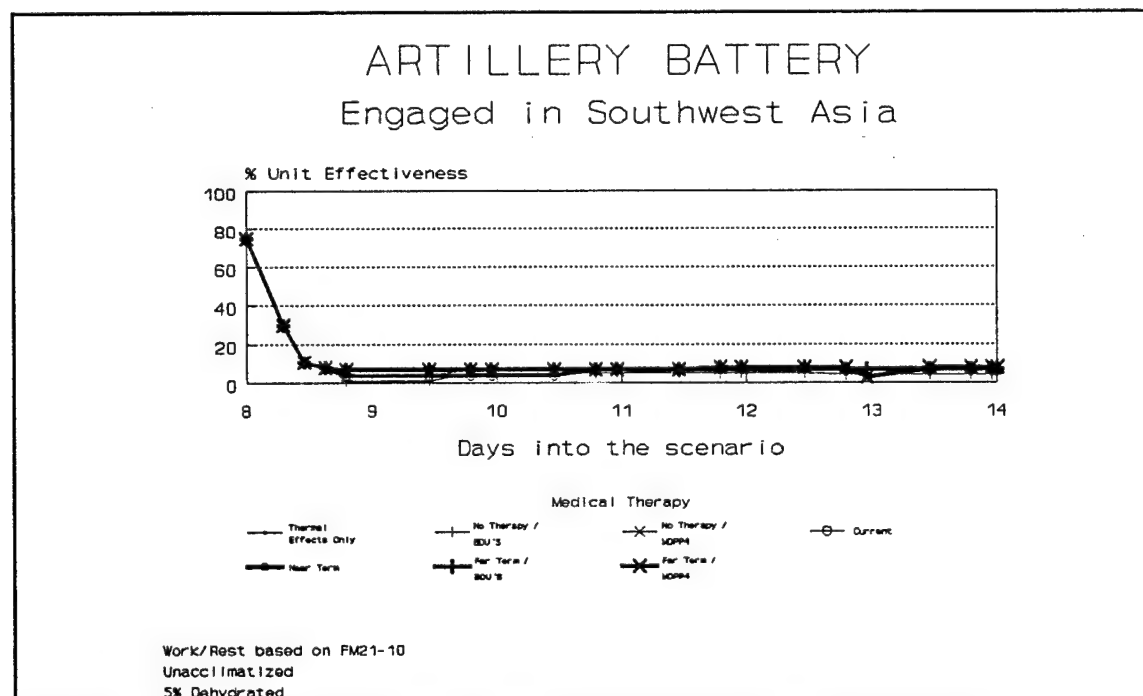 ARTILLERY BATTERY
Engaged in Southwest Asia
% Unit Effectiveness
100
80
60
40
20
0
8 9 10 11 12 13 14
Days into the scenario
Medical Therapy
Thermal
Effects Only
No Therapy /
BDU'S
No Therapy /
MOPP4
Current
Near Term
Far Term /
BDU'S
Far Term /
MOPP4
Work/Rest based on FM21-10
Unacclimatized
5% Dehydrated